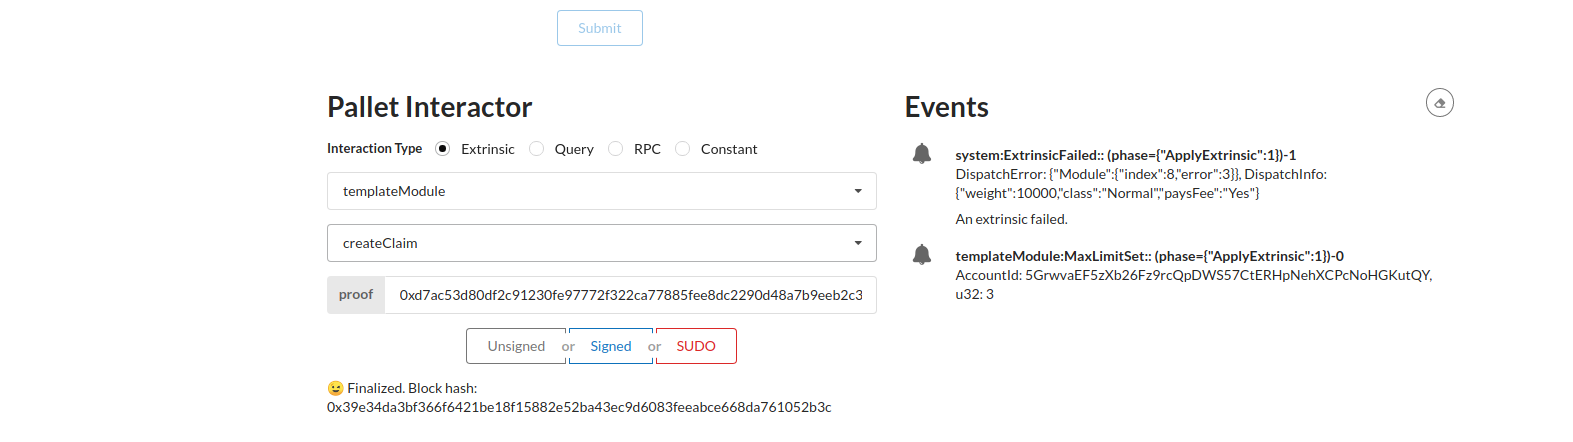 Submit
Pallet Interactor
Interaction Type Extrinsic Query RPC Constant
templateModule
createClaim
proof 0xd7ac53d80df2c91230fe97772f322ca77885fee8dc2290d48a7b9eeb2c3
Unsigned or Signed or SUDO
😉 Finalized. Block hash:
0x39e34da3bf366f6421be18f15882e52ba43ec9d6083feeabce668da761052b3c
Events
system:ExtrinsicFailed:: (phase={"ApplyExtrinsic":1})-1
DispatchError: {"Module":{"index":8,"error":3}}, DispatchInfo:
{"weight":10000,"class":"Normal","paysFee":"Yes"}
An extrinsic failed.
templateModule:MaxLimitSet:: (phase={"ApplyExtrinsic":1})-0
AccountId: 5GrwvaEF5zXb26Fz9rcQpDWS57CtERHpNehXCPcNoHGKutQY,
u32: 3